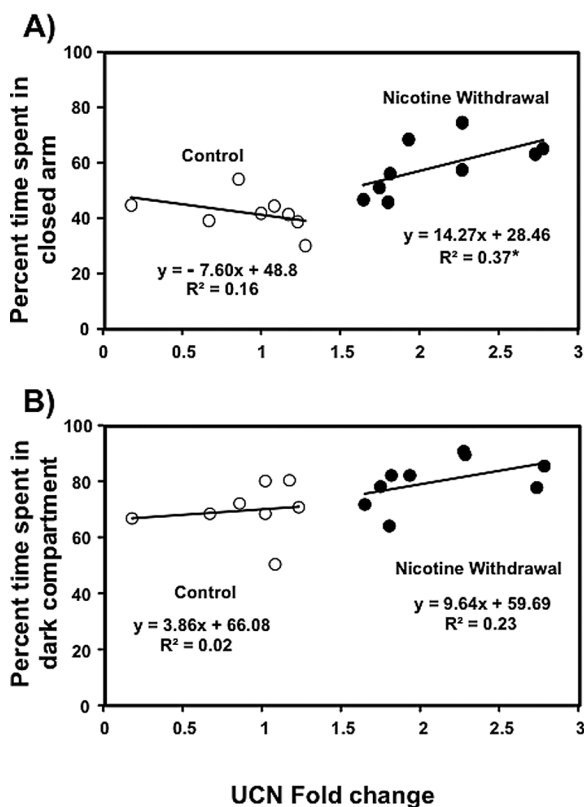 A)
Percent time spent in
closed arm
100
80
60
40
20
0
Nicotine Withdrawal
Control
y = 14.27x + 28.46
R² = 0.37*
y = - 7.60x + 48.8
R² = 0.16
0 0.5 1 1.5 2 2.5 3
B)
Percent time spent in
dark compartment
100
80
60
40
20
0
Control
y = 3.86x + 66.08
R² = 0.02
Nicotine Withdrawal
y = 9.64x + 59.69
R² = 0.23
0 0.5 1 1.5 2 2.5 3
UCN Fold change